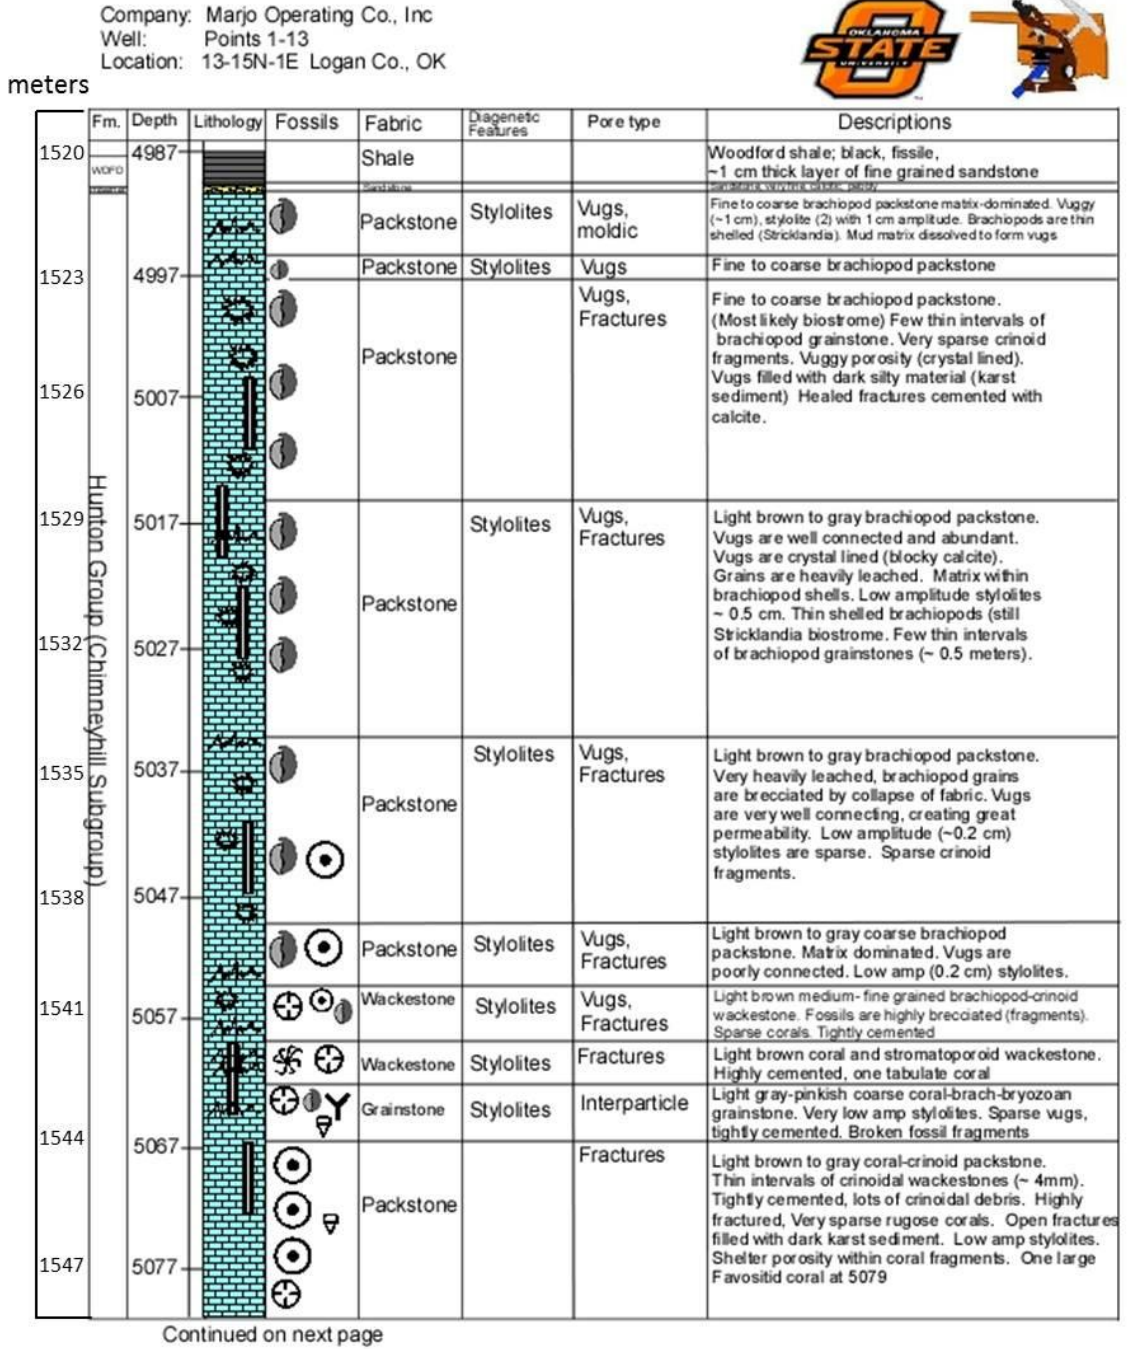 Company: Marjo Operating Co., Inc
Well: Points 1-13
Location: 13-15N-1E Logan Co., OK
OKLAHOMA
STATE
UNIVERSITY
meters
Fm. Depth Lithology Fossils Fabric Diagenetic Features Pore type Descriptions
1520 4987
WDFD
Shale
Woodford shale; black, fissile,
~1 cm thick layer of fine grained sandstone
Sandstone
Sandstone, very fine, calcitic, pebbly
Packstone Stylolites Vugs, moldic
Fine to coarse brachiopod packstone matrix-dominated. Vuggy
(~1 cm), stylolite (2) with 1 cm amplitude. Brachiopods are thin
shelled (Stricklandia). Mud matrix dissolved to form vugs
Packstone Stylolites Vugs Fine to coarse brachiopod packstone
1523 4997
Packstone
Vugs, Fractures
Fine to coarse brachiopod packstone.
(Most likely biostrome) Few thin intervals of
brachiopod grainstone. Very sparse crinoid
fragments. Vuggy porosity (crystal lined).
Vugs filled with dark silty material (karst
sediment) Healed fractures cemented with
calcite.
1526 5007
Hunton Group (Chimneyhill Subgroup)
1529 5017
Packstone
Stylolites
Vugs, Fractures
Light brown to gray brachiopod packstone.
Vugs are well connected and abundant.
Vugs are crystal lined (blocky calcite).
Grains are heavily leached. Matrix within
brachiopod shells. Low amplitude stylolites
~ 0.5 cm. Thin shelled brachiopods (still
Stricklandia biostrome. Few thin intervals
of brachiopod grainstones (~ 0.5 meters).
1532 5027
1535 5037
Packstone
Stylolites
Vugs, Fractures
Light brown to gray brachiopod packstone.
Very heavily leached, brachiopod grains
are brecciated by collapse of fabric. Vugs
are very well connecting, creating great
permeability. Low amplitude (~0.2 cm)
stylolites are sparse. Sparse crinoid
fragments.
1538 5047
Packstone Stylolites Vugs, Fractures
Light brown to gray coarse brachiopod
packstone. Matrix dominated. Vugs are
poorly connected. Low amp (0.2 cm) stylolites.
1541 5057
Wackestone Stylolites Vugs, Fractures
Light brown medium- fine grained brachiopod-crinoid
wackestone. Fossils are highly brecciated (fragments).
Sparse corals. Tightly cemented
Wackestone Stylolites Fractures
Light brown coral and stromatoporoid wackestone.
Highly cemented, one tabulate coral
Grainstone Stylolites Interparticle
Light gray-pinkish coarse coral-brach-bryozoan
grainstone. Very low amp stylolites. Sparse vugs,
tightly cemented. Broken fossil fragments
1544 5067
Packstone
Fractures
Light brown to gray coral-crinoid packstone.
Thin intervals of crinoidal wackestones (~ 4mm).
Tightly cemented, lots of crinoidal debris. Highly
fractured, Very sparse rugose corals. Open fractures
filled with dark karst sediment. Low amp stylolites.
Shelter porosity within coral fragments. One large
Favositid coral at 5079
1547 5077
Continued on next page